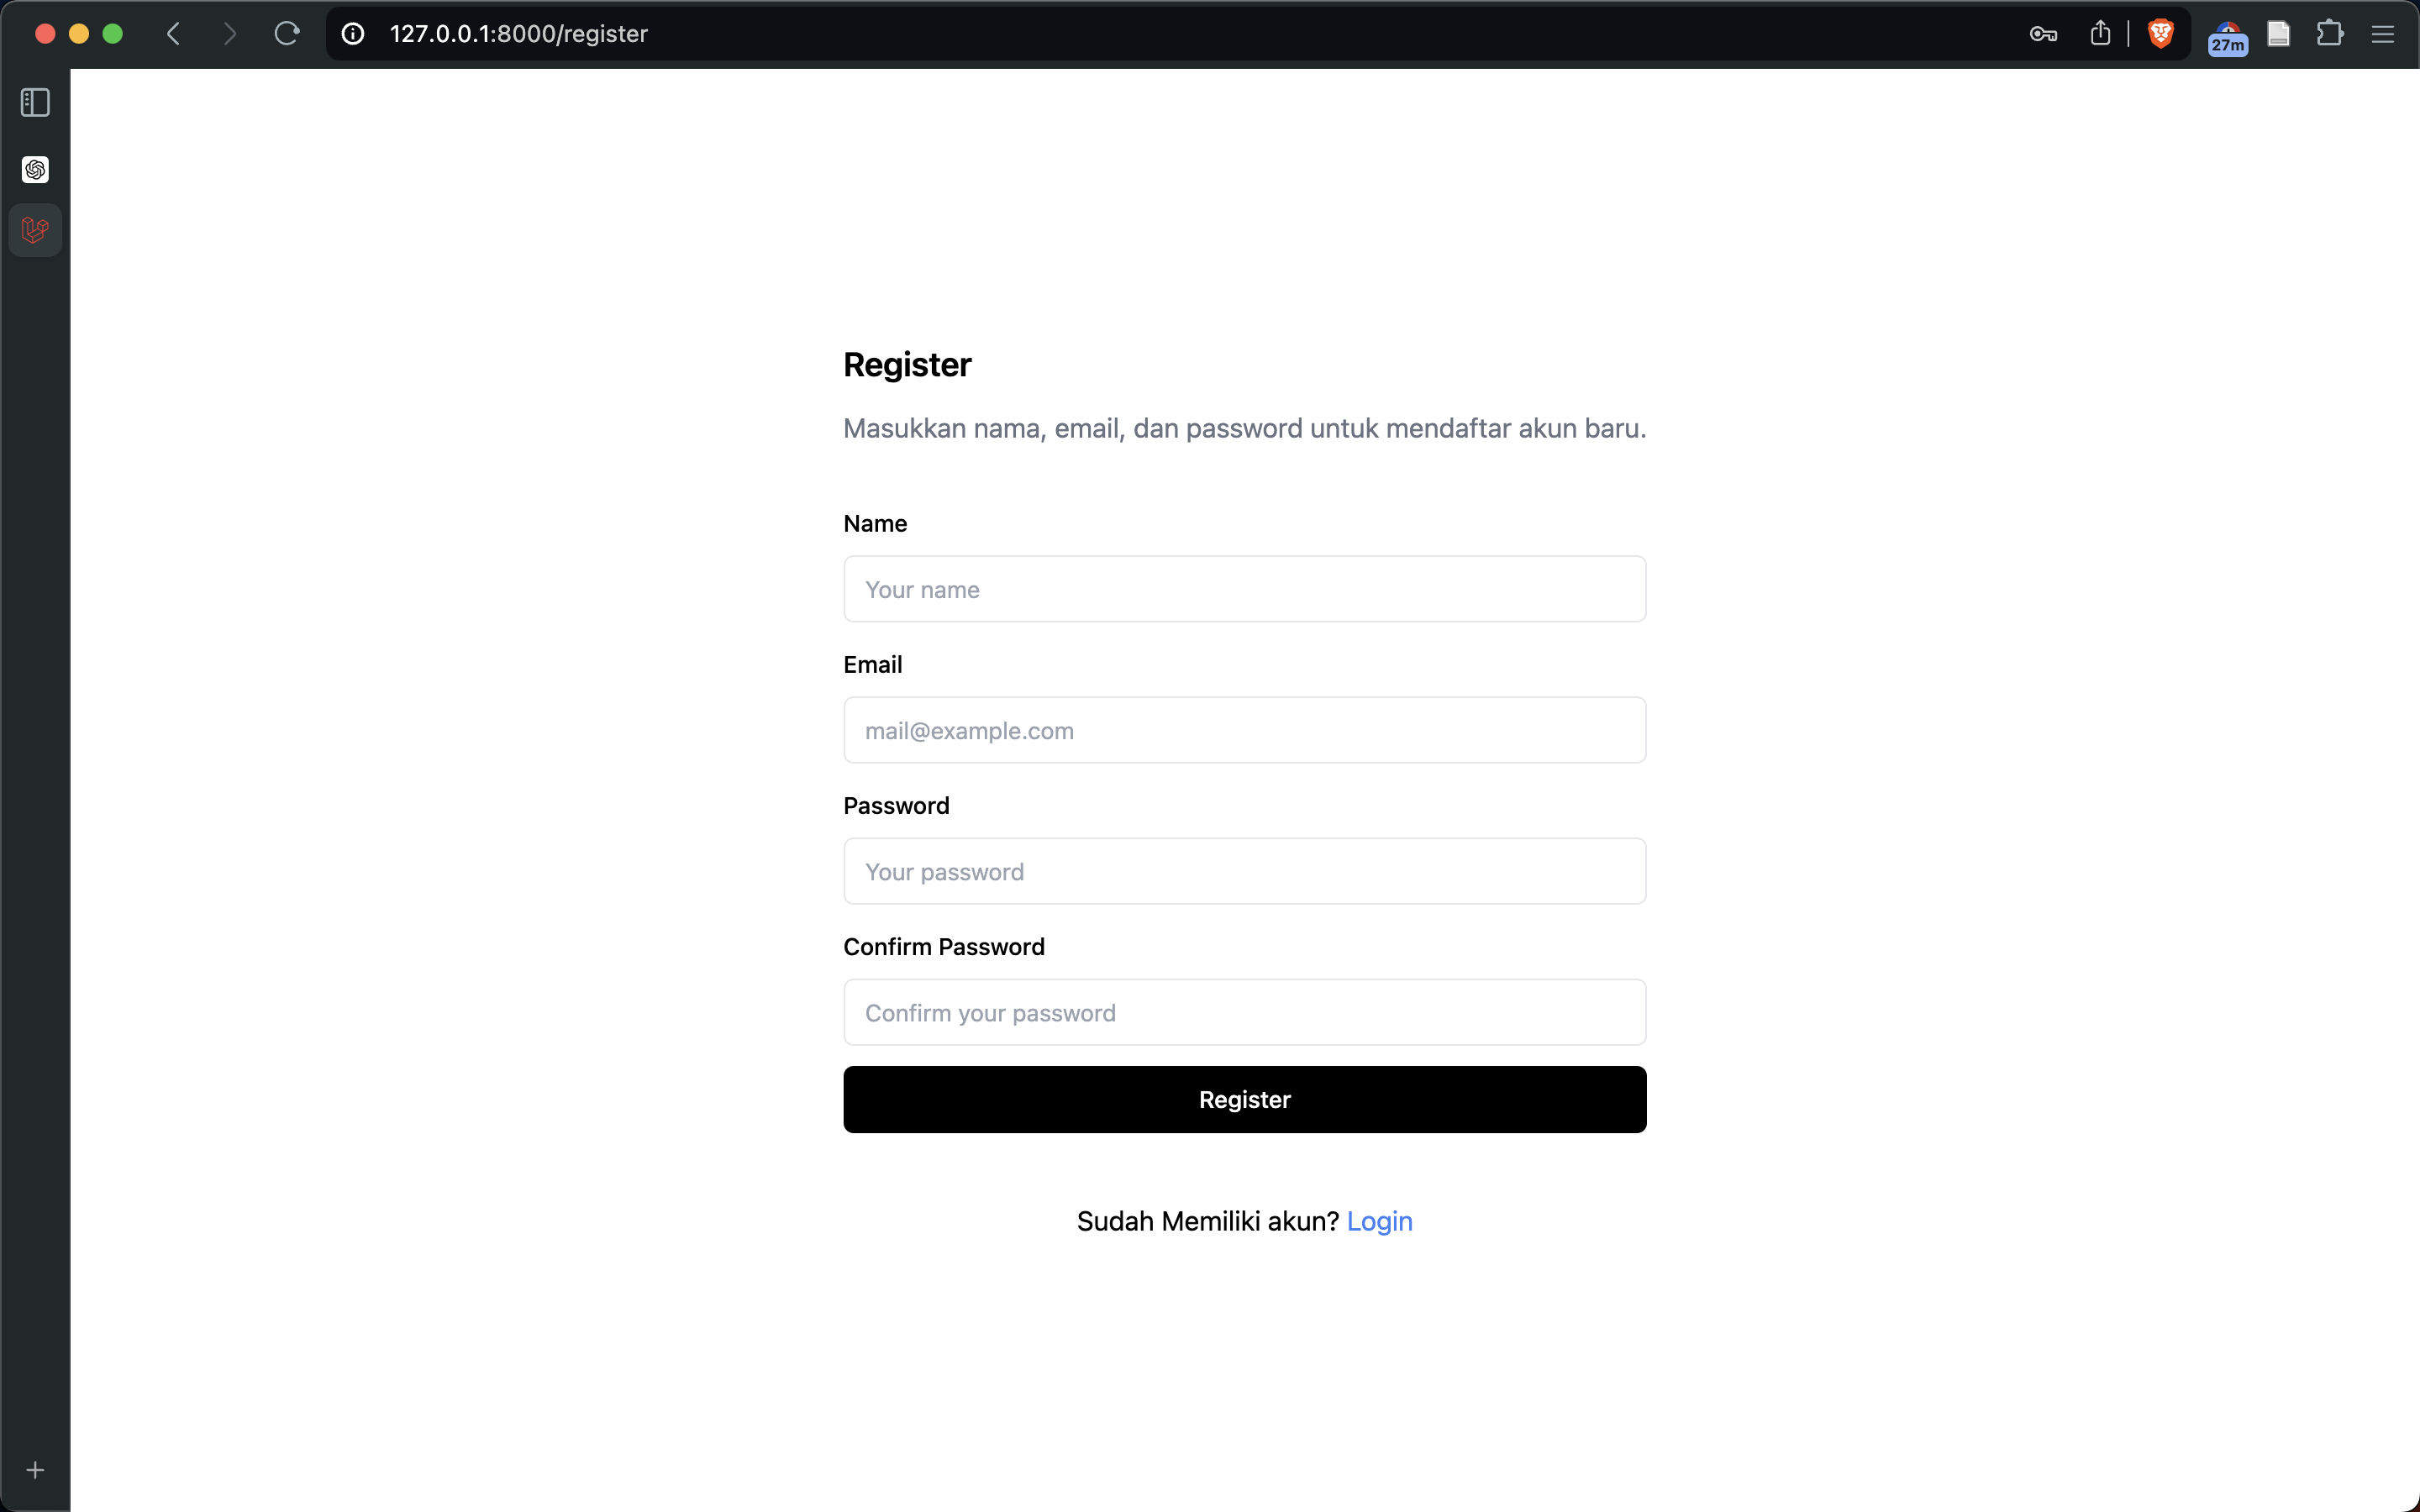 127.0.0.1:8000/register
27m
Register
Masukkan nama, email, dan password untuk mendaftar akun baru.
Name
Your name
Email
mail@example.com
Password
Your password
Confirm Password
Confirm your password
Register
Sudah Memiliki akun? Login